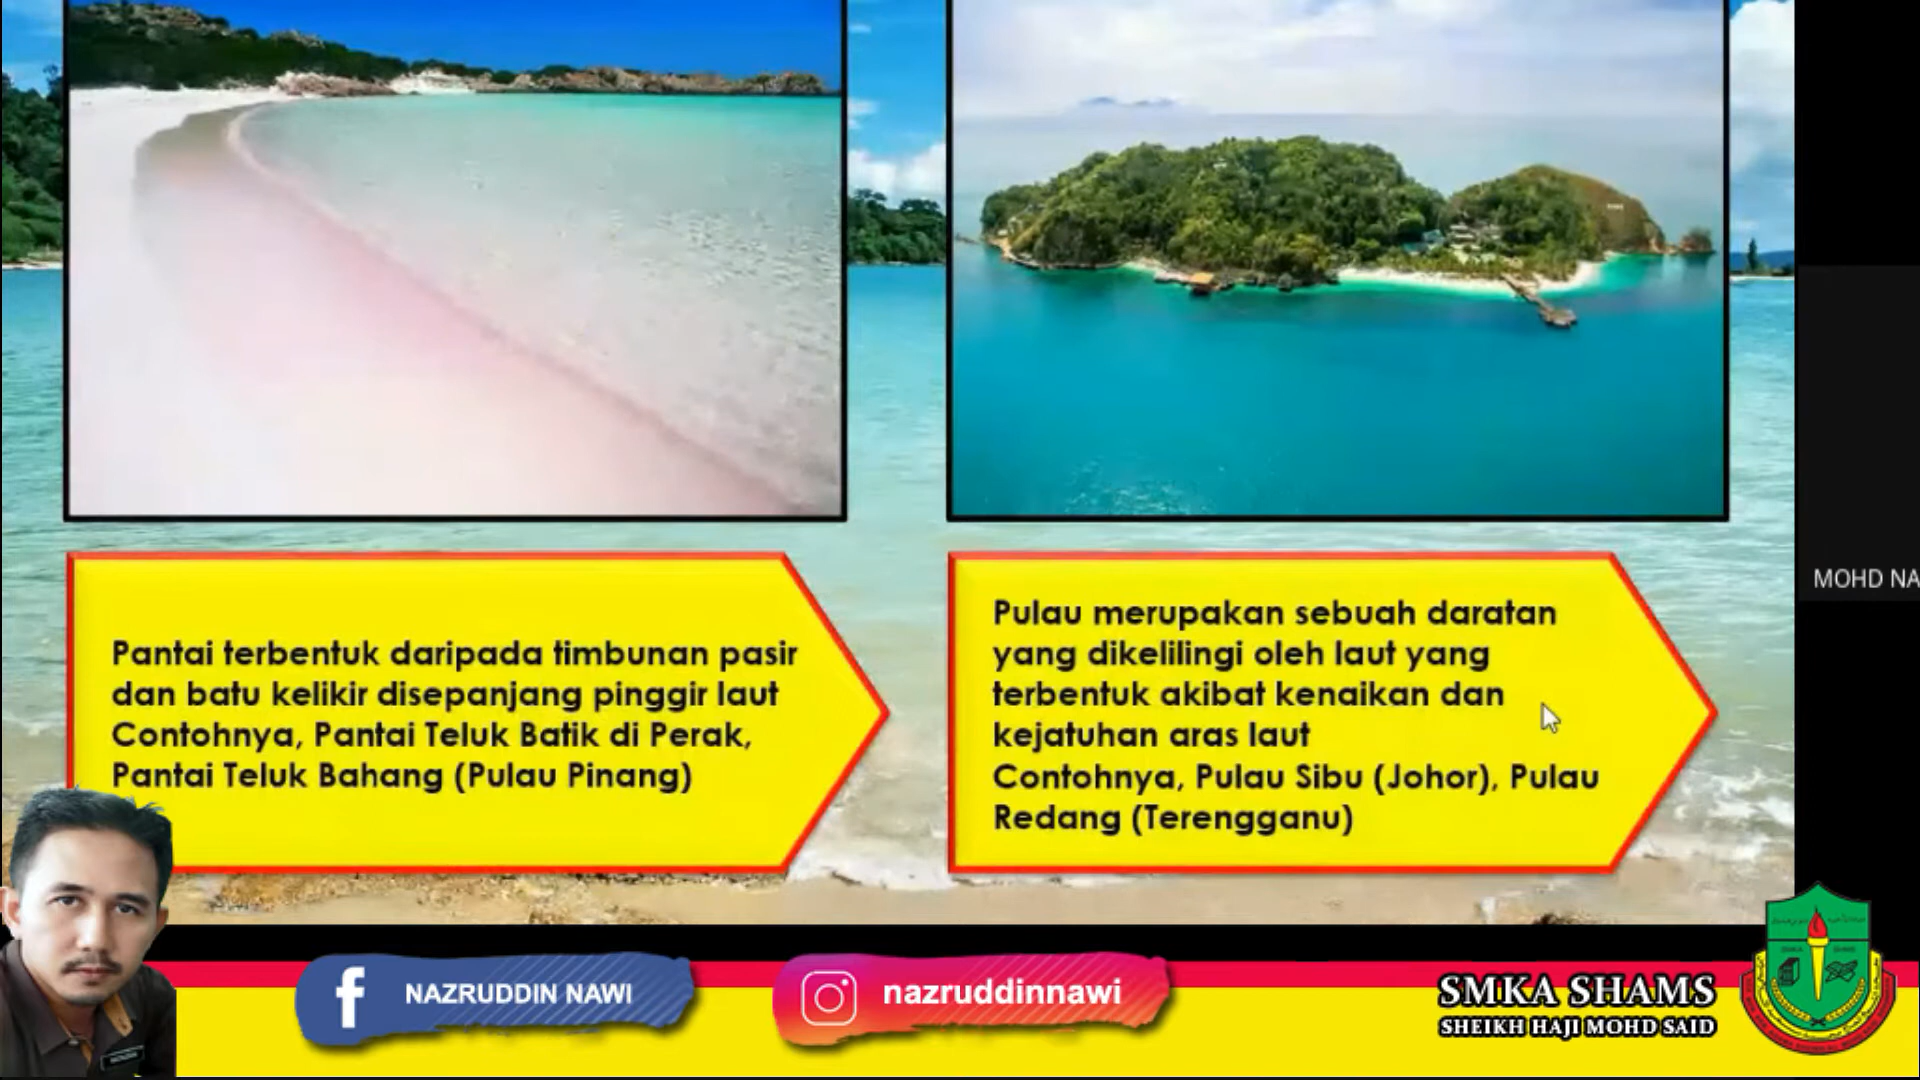 Pantai terbentuk daripada timbunan pasir
dan batu kelikir disepanjang pinggir laut
Contohnya, Pantai Teluk Batik di Perak,
Pantai Teluk Bahang (Pulau Pinang)
Pulau merupakan sebuah daratan
yang dikelilingi oleh laut yang
terbentuk akibat kenaikan dan
kejatuhan aras laut
Contohnya, Pulau Sibu (Johor), Pulau
Redang (Terengganu)
MOHD NA
NAZRUDDIN NAWI
nazruddinnawi
SMKA SHAMS
SHEIKH HAJI MOHD SAID